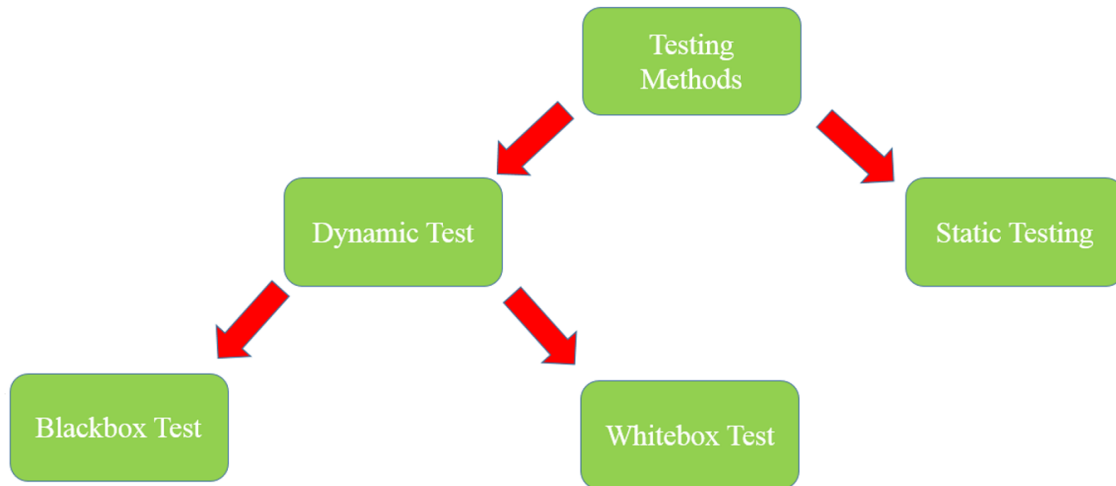 Testing
Methods
Dynamic Test
Static Testing
Blackbox Test
Whitebox Test